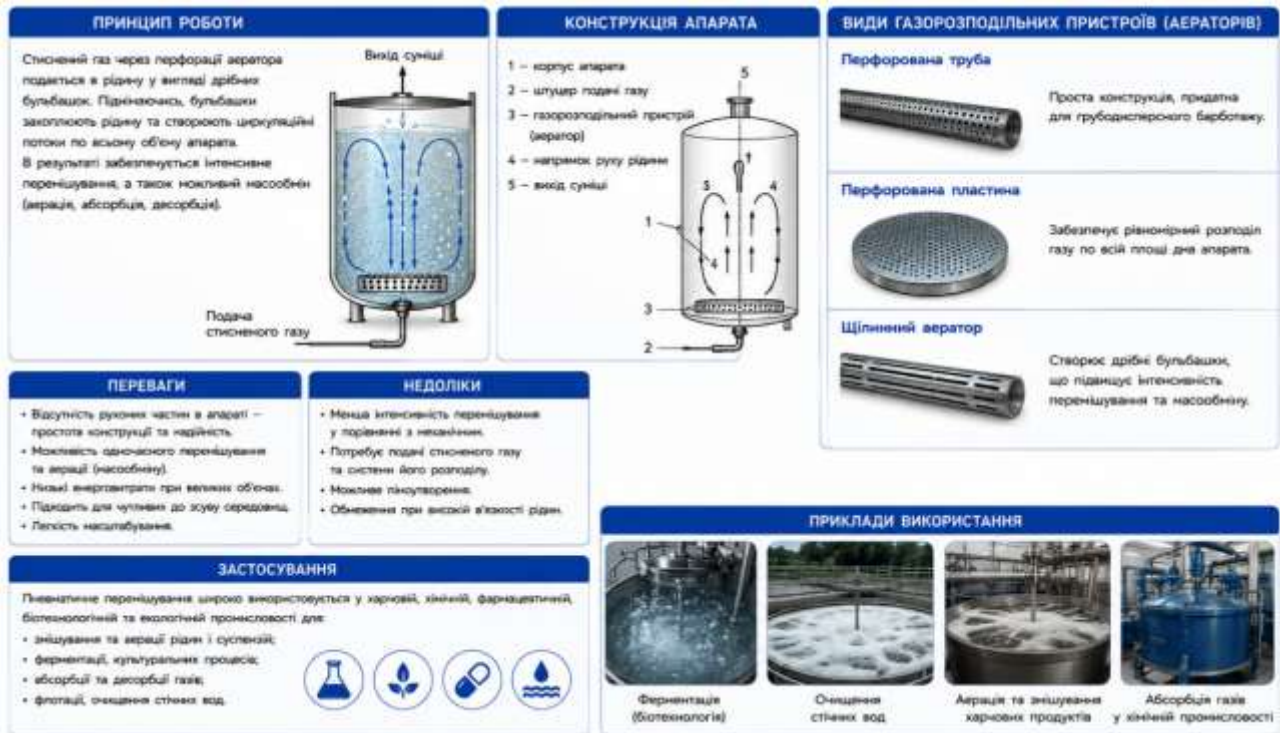 ПРИНЦИП РОБОТИ
Стиснений газ через перфорації аератора
подається в рідину у вигляді дрібних
бульбашок. Піднімаючись, бульбашки
захоплюють рідину та створюють циркуляційні
потоки по всьому об'єму апарата.
В результаті забезпечується інтенсивне
перемішування, а також можливий масообмін
(аерація, абсорбція, десорбція).
Вихід суміші
Подача
стисненого газу
КОНСТРУКЦІЯ АПАРАТА
1 – корпус апарата
2 – штуцер подачі газу
3 – газорозподільний пристрій
(аератор)
4 – напрямок руху рідини
5 – вихід суміші
5
3
4
1
4
3
2
ВИДИ ГАЗОРОЗПОДІЛЬНИХ ПРИСТРОЇВ (АЕРАТОРІВ)
Перфорована труба
Проста конструкція, придатна
для грубодисперсного барботажу.
Перфорована пластина
Забезпечує рівномірний розподіл
газу по всій площі дна апарата.
Щілинний аератор
Створює дрібні бульбашки,
що підвищує інтенсивність
перемішування та масообміну.
ПЕРЕВАГИ
• Відсутність рухомих частин в апараті –
простота конструкції та надійність.
• Можливість одночасного перемішування
та аерації (масообміну).
• Низькі енерговитрати при великих об'ємах.
• Підходить для чутливих до зсуву середовищ.
• Легкість масштабування.
НЕДОЛІКИ
• Менша інтенсивність перемішування
у порівнянні з механічним.
• Потребує подачі стисненого газу
та системи його розподілу.
• Можливе піноутворення.
• Обмеження при високій в'язкості рідин.
ЗАСТОСУВАННЯ
Пневматичне перемішування широко використовується у харчовій, хімічній, фармацевтичній,
біотехнологічній та екологічній промисловості для:
• змішування та аерації рідин і суспензій;
• ферментації, культуральних процесів;
• абсорбції та десорбції газів;
• флотації, очищення стічних вод.
ПРИКЛАДИ ВИКОРИСТАННЯ
Ферментація
(біотехнологія)
Очищення
стічних вод
Аерація та змішування
харчових продуктів
Абсорбція газів
у хімічній промисловості